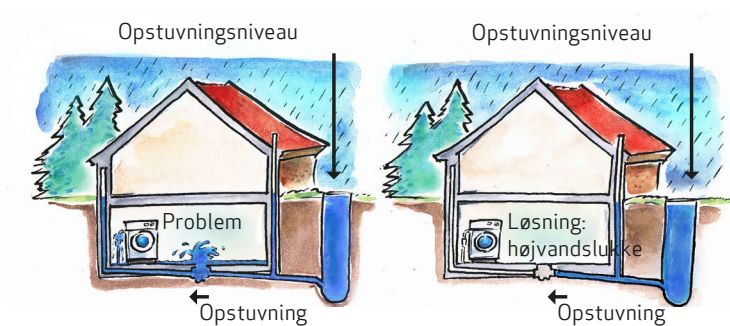 Opstuvningsniveau
Problem
Opstuvning
Opstuvningsniveau
Løsning:
højvandslukke
Opstuvning